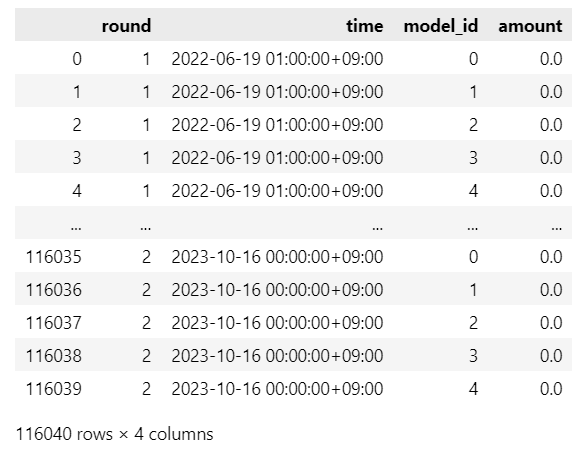 round time model_id amount
0 1 2022-06-19 01:00:00+09:00 0 0.0
1 1 2022-06-19 01:00:00+09:00 1 0.0
2 1 2022-06-19 01:00:00+09:00 2 0.0
3 1 2022-06-19 01:00:00+09:00 3 0.0
4 1 2022-06-19 01:00:00+09:00 4 0.0
... ... ... ... ...
116035 2 2023-10-16 00:00:00+09:00 0 0.0
116036 2 2023-10-16 00:00:00+09:00 1 0.0
116037 2 2023-10-16 00:00:00+09:00 2 0.0
116038 2 2023-10-16 00:00:00+09:00 3 0.0
116039 2 2023-10-16 00:00:00+09:00 4 0.0
116040 rows × 4 columns